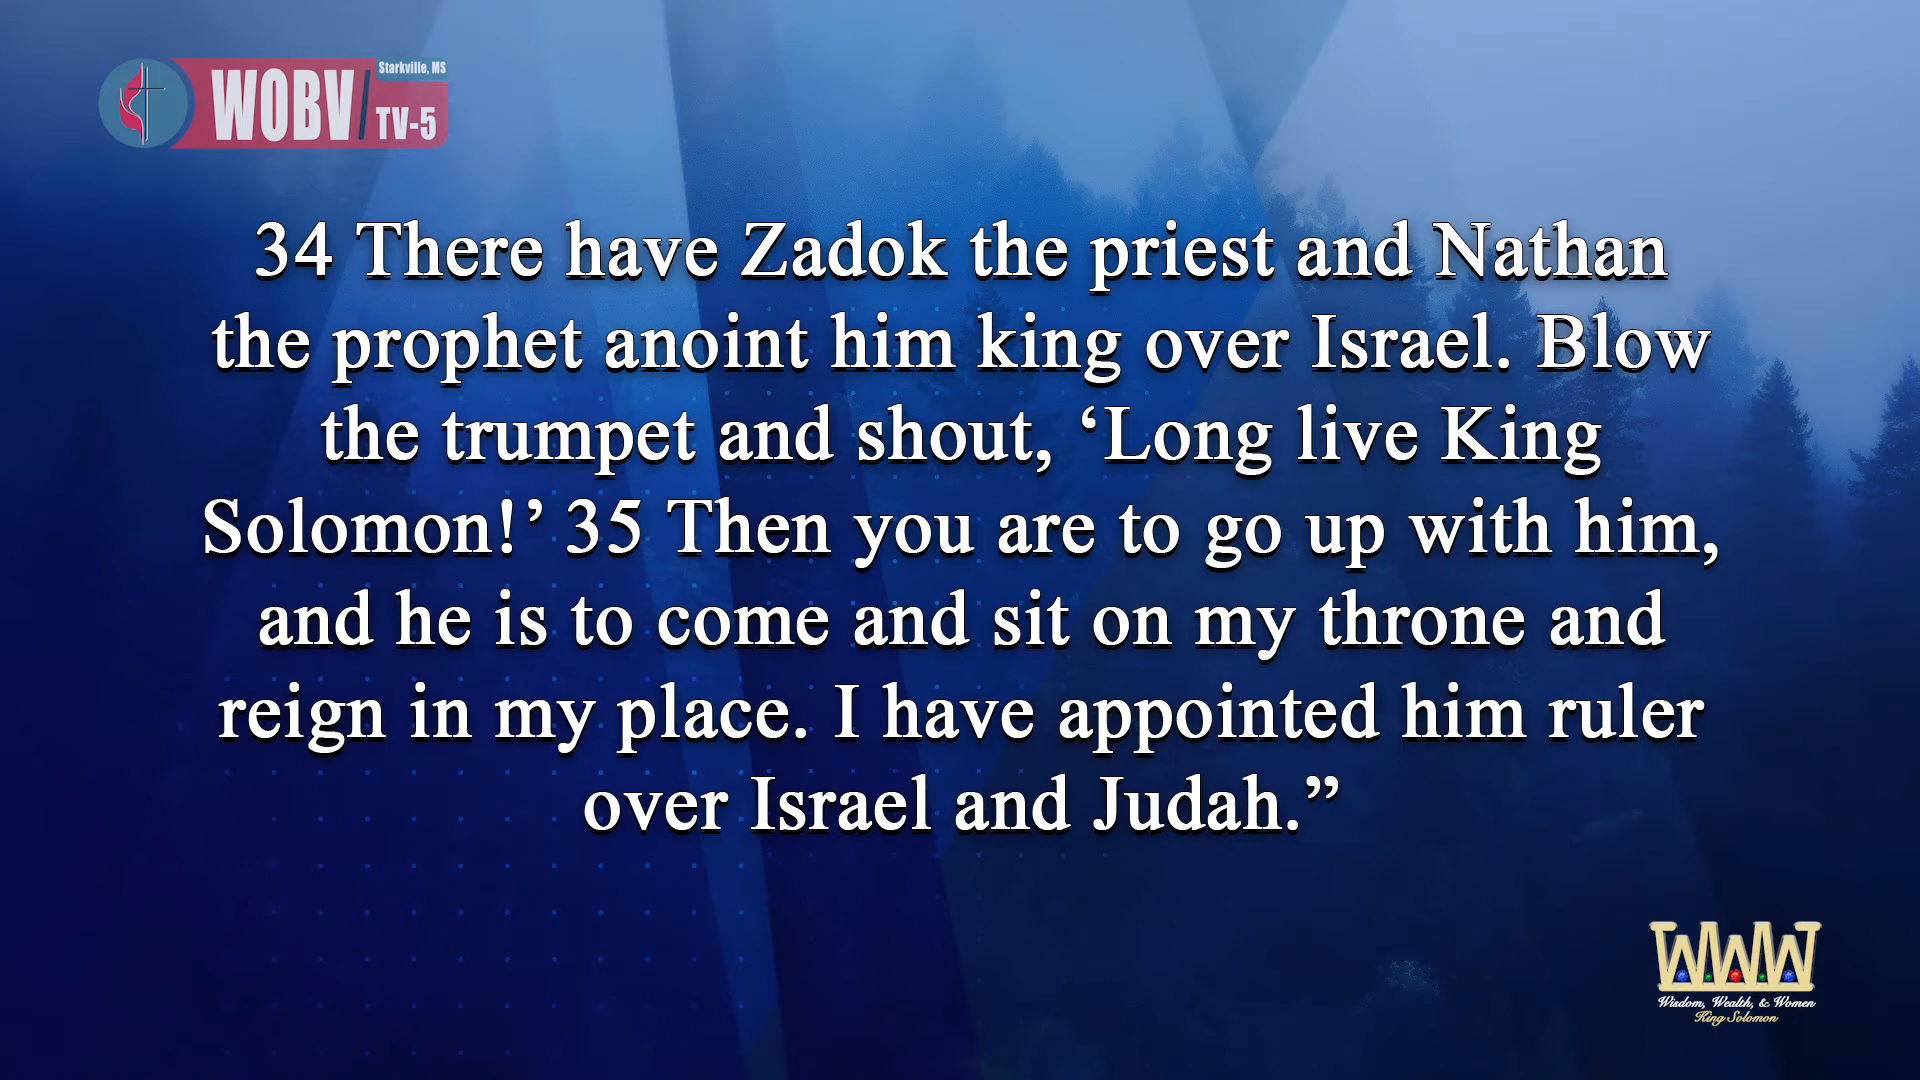 Starkville, MS
WOBV
TV-5
34 There have Zadok the priest and Nathan
the prophet anoint him king over Israel. Blow
the trumpet and shout, ‘Long live King
Solomon!’ 35 Then you are to go up with him,
and he is to come and sit on my throne and
reign in my place. I have appointed him ruler
over Israel and Judah.”
WWW
Wisdom, Wealth, & Women
King Solomon